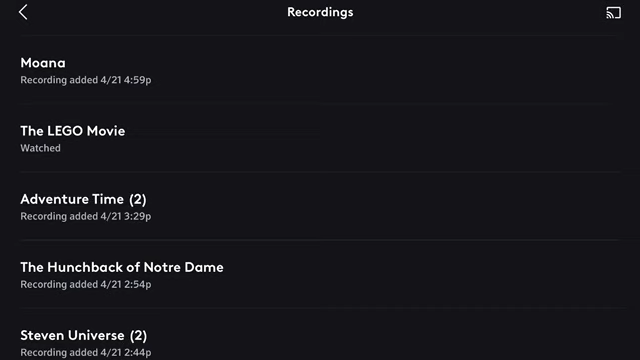 Recordings
Moana
Recording added 4/21 4:59p
The LEGO Movie
Watched
Adventure Time (2)
Recording added 4/21 3:29p
The Hunchback of Notre Dame
Recording added 4/21 2:54p
Steven Universe (2)
Recording added 4/21 2:44p